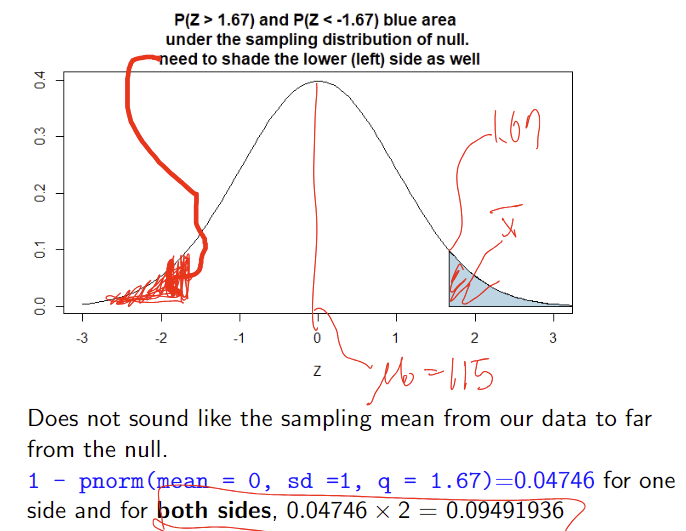 P(Z > 1.67) and P(Z < -1.67) blue area
under the sampling distribution of null.
need to shade the lower (left) side as well
0.4
0.3
0.2
0.1
0.0
1.67
x̄
-3 -2 -1 0 1 2 3
Z
μ₀ = 115
Does not sound like the sampling mean from our data to far
from the null.
1 - pnorm(mean = 0, sd =1, q = 1.67)=0.04746 for one
side and for both sides, 0.04746 × 2 = 0.09491936